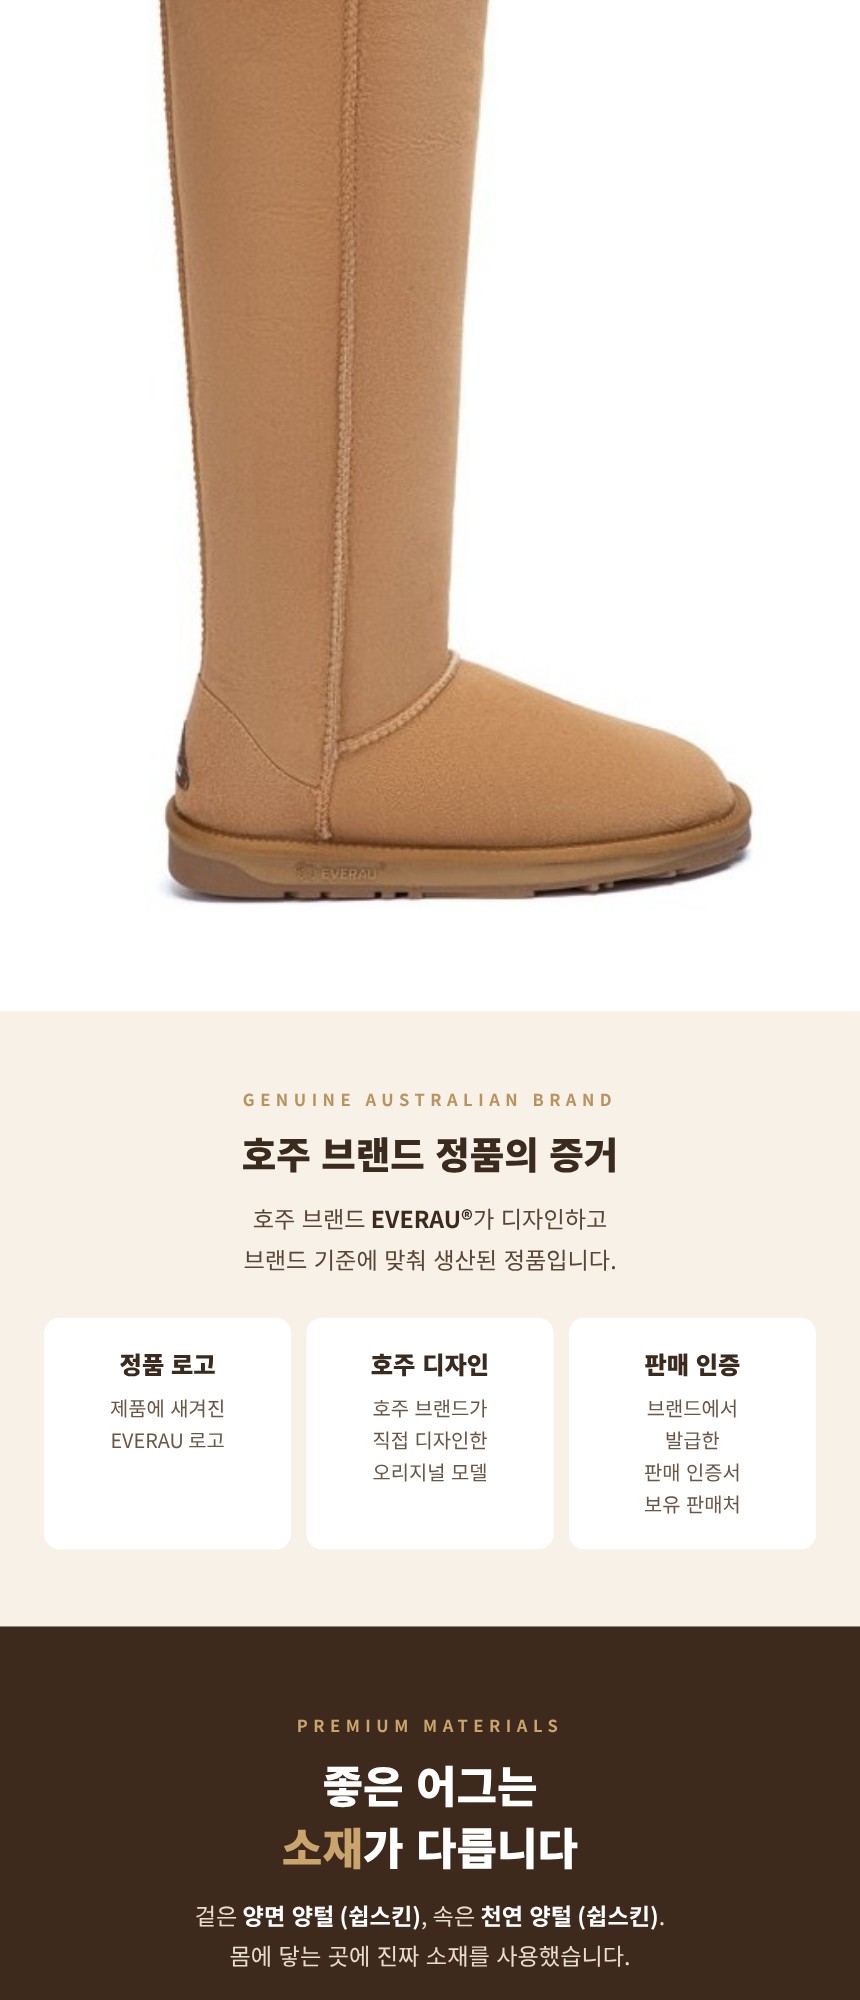 EVERAU
GENUINE AUSTRALIAN BRAND
호주 브랜드 정품의 증거
호주 브랜드 EVERAU®가 디자인하고
브랜드 기준에 맞춰 생산된 정품입니다.
정품 로고
제품에 새겨진
EVERAU 로고
호주 디자인
호주 브랜드가
직접 디자인한
오리지널 모델
판매 인증
브랜드에서
발급한
판매 인증서
보유 판매처
PREMIUM MATERIALS
좋은 어그는
소재가 다릅니다
겉은 양면 양털 (쉽스킨), 속은 천연 양털 (쉽스킨).
몸에 닿는 곳에 진짜 소재를 사용했습니다.